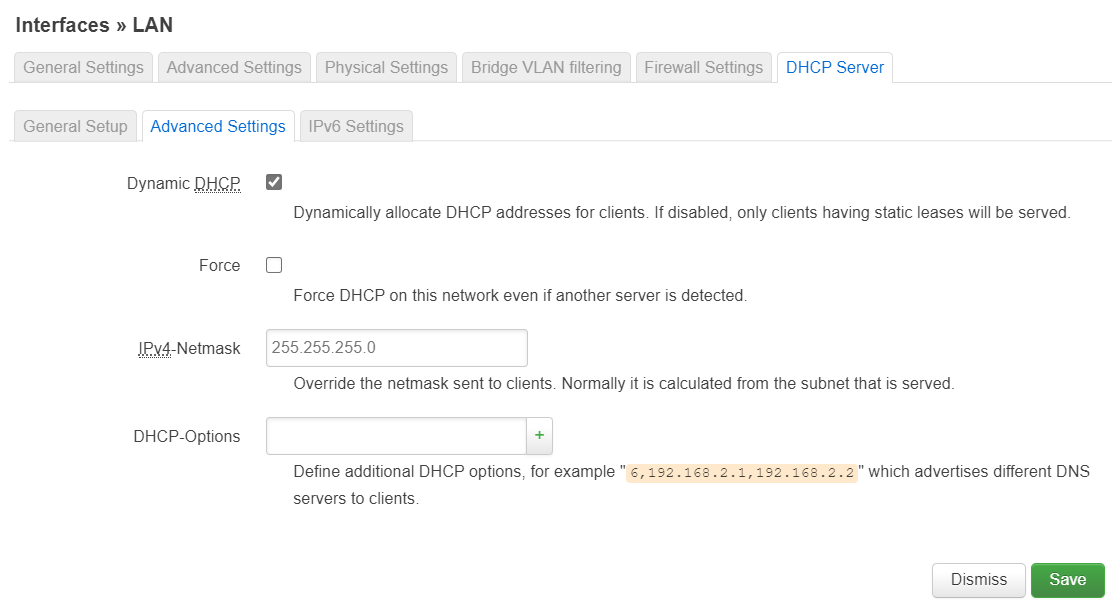 Interfaces » LAN
General Settings Advanced Settings Physical Settings Bridge VLAN filtering Firewall Settings DHCP Server
General Setup Advanced Settings IPv6 Settings
Dynamic DHCP
Dynamically allocate DHCP addresses for clients. If disabled, only clients having static leases will be served.
Force
Force DHCP on this network even if another server is detected.
IPv4-Netmask 255.255.255.0
Override the netmask sent to clients. Normally it is calculated from the subnet that is served.
DHCP-Options +
Define additional DHCP options, for example "6,192.168.2.1,192.168.2.2" which advertises different DNS
servers to clients.
Dismiss Save